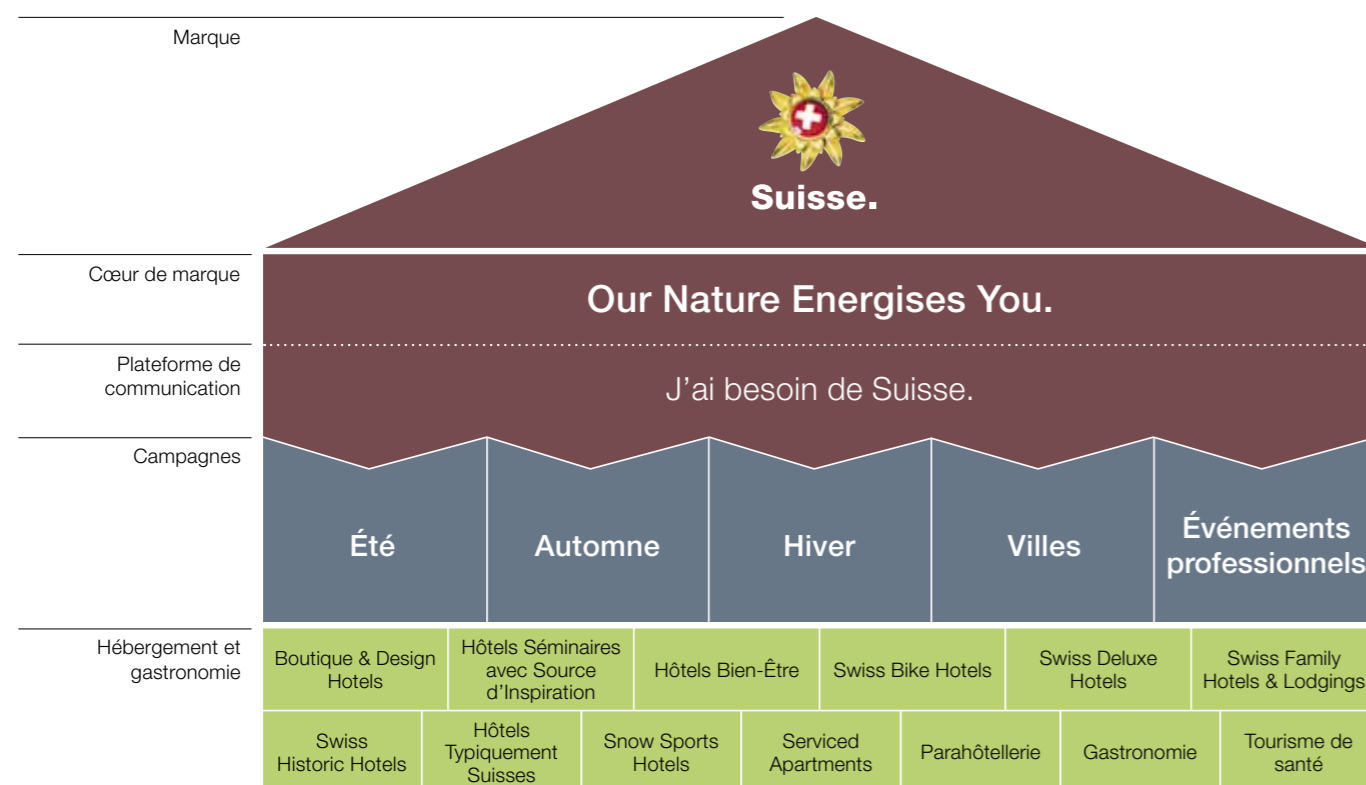 Marque
Suisse.
Cœur de marque
Our Nature Energises You.
Plateforme de
communication
J’ai besoin de Suisse.
Campagnes
Été
Automne
Hiver
Villes
Événements
professionnels
Hébergement et
gastronomie
Boutique & Design
Hotels
Hôtels Séminaires
avec Source
d’Inspiration
Hôtels Bien-Être
Swiss Bike Hotels
Swiss Deluxe
Hotels
Swiss Family
Hotels & Lodgings
Swiss
Historic Hotels
Hôtels
Typiquement
Suisses
Snow Sports
Hotels
Serviced
Apartments
Parahôtellerie
Gastronomie
Tourisme de
santé